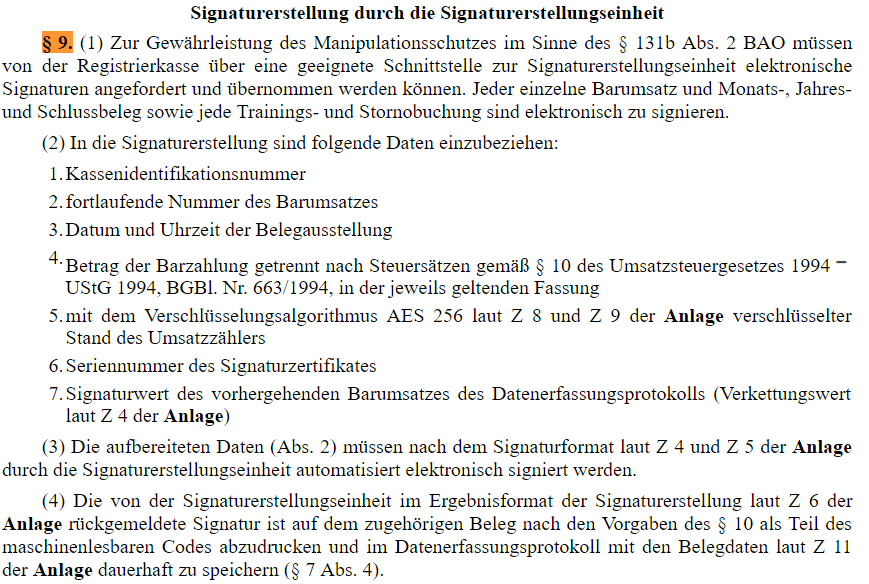 Signaturerstellung durch die Signaturerstellungseinheit
§ 9. (1) Zur Gewährleistung des Manipulationsschutzes im Sinne des § 131b Abs. 2 BAO müssen
von der Registrierkasse über eine geeignete Schnittstelle zur Signaturerstellungseinheit elektronische
Signaturen angefordert und übernommen werden können. Jeder einzelne Barumsatz und Monats-, Jahres-
und Schlussbeleg sowie jede Trainings- und Stornobuchung sind elektronisch zu signieren.
(2) In die Signaturerstellung sind folgende Daten einzubeziehen:
1. Kassenidentifikationsnummer
2. fortlaufende Nummer des Barumsatzes
3. Datum und Uhrzeit der Belegausstellung
4. Betrag der Barzahlung getrennt nach Steuersätzen gemäß § 10 des Umsatzsteuergesetzes 1994 –
UStG 1994, BGBl. Nr. 663/1994, in der jeweils geltenden Fassung
5. mit dem Verschlüsselungsalgorithmus AES 256 laut Z 8 und Z 9 der Anlage verschlüsselter
Stand des Umsatzzählers
6. Seriennummer des Signaturzertifikates
7. Signaturwert des vorhergehenden Barumsatzes des Datenerfassungsprotokolls (Verkettungswert
laut Z 4 der Anlage)
(3) Die aufbereiteten Daten (Abs. 2) müssen nach dem Signaturformat laut Z 4 und Z 5 der Anlage
durch die Signaturerstellungseinheit automatisiert elektronisch signiert werden.
(4) Die von der Signaturerstellungseinheit im Ergebnisformat der Signaturerstellung laut Z 6 der
Anlage rückgemeldete Signatur ist auf dem zugehörigen Beleg nach den Vorgaben des § 10 als Teil des
maschinenlesbaren Codes abzudrucken und im Datenerfassungsprotokoll mit den Belegdaten laut Z 11
der Anlage dauerhaft zu speichern (§ 7 Abs. 4).